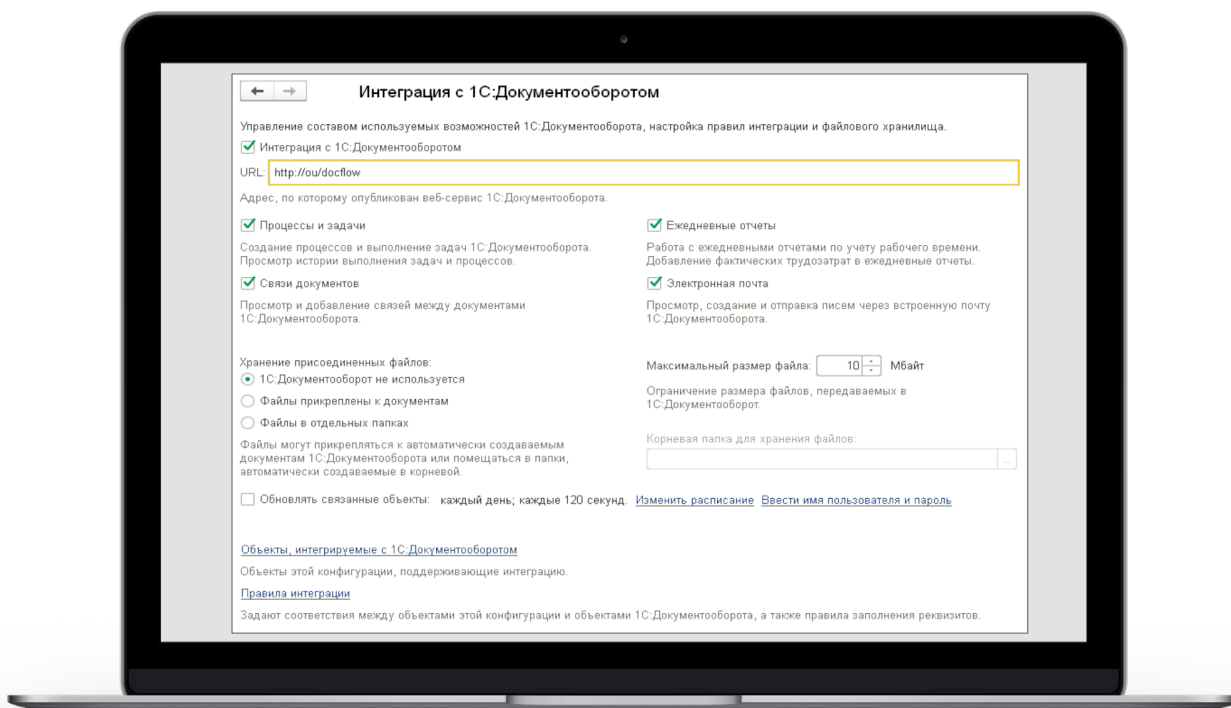 Интеграция с 1С:Документооборотом
Управление составом используемых возможностей 1С:Документооборота, настройка правил интеграции и файлового хранилища.
Интеграция с 1С:Документооборотом
URL: http://ou/docflow
Адрес, по которому опубликован веб-сервис 1С:Документооборота.
Процессы и задачи
Создание процессов и выполнение задач 1С:Документооборота.
Просмотр истории выполнения задач и процессов.
Связи документов
Просмотр и добавление связей между документами
1С:Документооборота.
Ежедневные отчеты
Работа с ежедневными отчетами по учету рабочего времени.
Добавление фактических трудозатрат в ежедневные отчеты.
Электронная почта
Просмотр, создание и отправка писем через встроенную почту
1С:Документооборота.
Хранение присоединенных файлов:
1С:Документооборот не используется
Файлы прикреплены к документам
Файлы в отдельных папках
Файлы могут прикрепляться к автоматически создаваемым
документам 1С:Документооборота или помещаться в папки,
автоматически создаваемые в корневой.
Максимальный размер файла: 10 Мбайт
Ограничение размера файлов, передаваемых в
1С:Документооборот.
Корневая папка для хранения файлов:
...
Обновлять связанные объекты: каждый день; каждые 120 секунд. Изменить расписание Ввести имя пользователя и пароль
Объекты, интегрируемые с 1С:Документооборотом
Объекты этой конфигурации, поддерживающие интеграцию.
Правила интеграции
Задают соответствия между объектами этой конфигурации и объектами 1С:Документооборота, а также правила заполнения реквизитов.